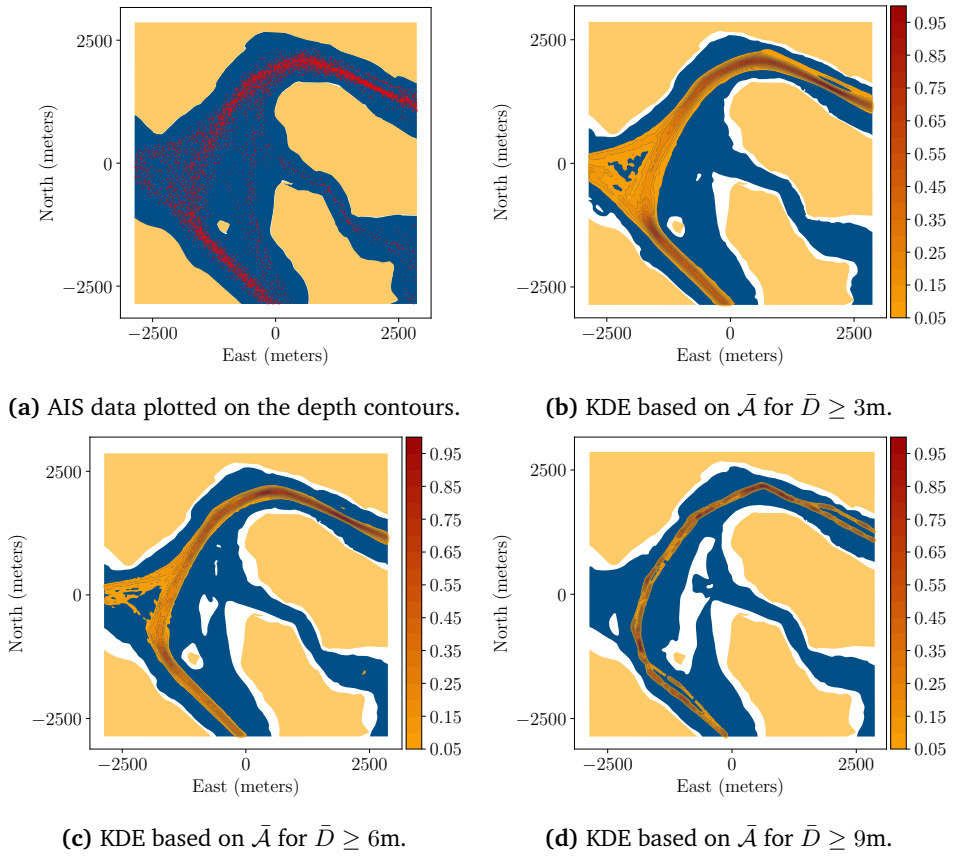 2500
0
−2500
North (meters)
−2500 0 2500
East (meters)
(a) AIS data plotted on the depth contours.
2500
0
−2500
North (meters)
−2500 0 2500
East (meters)
0.95
0.85
0.75
0.65
0.55
0.45
0.35
0.25
0.15
0.05
(b) KDE based on 𝒜̄ for D̄ ≥ 3m.
2500
0
−2500
North (meters)
−2500 0 2500
East (meters)
0.95
0.85
0.75
0.65
0.55
0.45
0.35
0.25
0.15
0.05
(c) KDE based on 𝒜̄ for D̄ ≥ 6m.
2500
0
−2500
North (meters)
−2500 0 2500
East (meters)
0.95
0.85
0.75
0.65
0.55
0.45
0.35
0.25
0.15
0.05
(d) KDE based on 𝒜̄ for D̄ ≥ 9m.